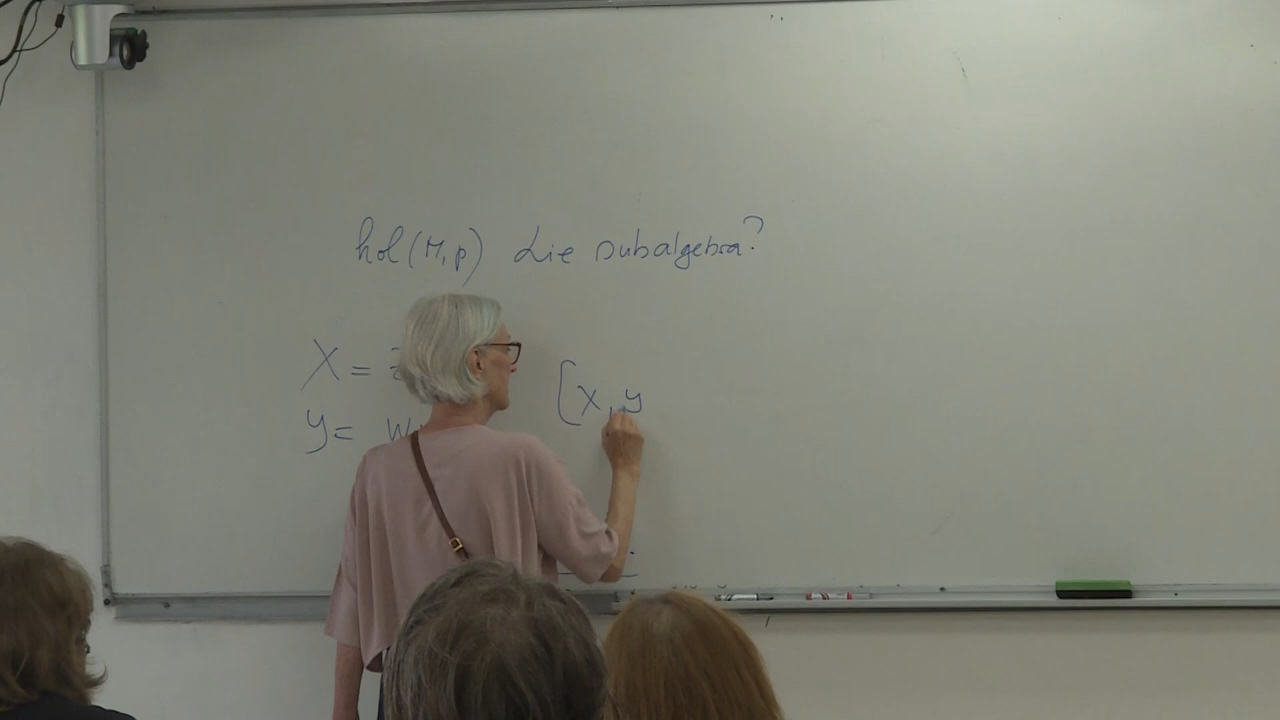 hol(M,p) Lie subalgebra?
X =
Y = w
[X, Y